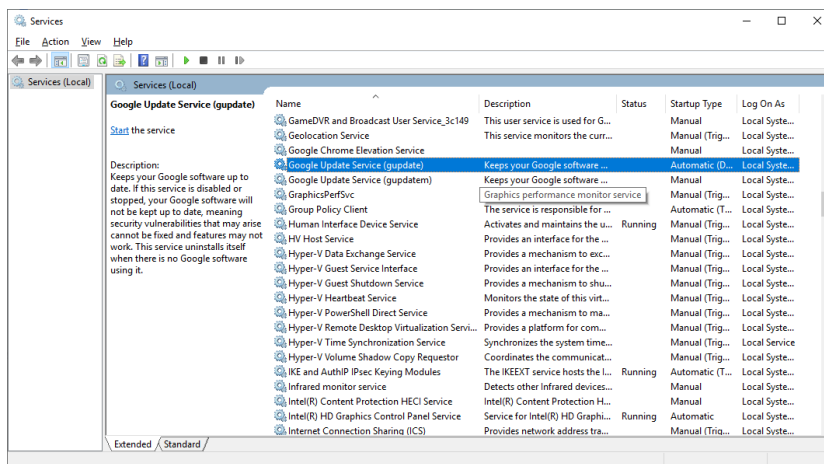 Services
File Action View Help
Services (Local)
Services (Local)
Google Update Service (gupdate)
Start the service
Description:
Keeps your Google software up to
date. If this service is disabled or
stopped, your Google software will
not be kept up to date, meaning
security vulnerabilities that may arise
cannot be fixed and features may not
work. This service uninstalls itself
when there is no Google software
using it.
Name Description Status Startup Type Log On As
GameDVR and Broadcast User Service_3c149 This user service is used for G... Manual Local Syste...
Geolocation Service This service monitors the curr... Manual (Trig... Local Syste...
Google Chrome Elevation Service Manual Local Syste...
Google Update Service (gupdate) Keeps your Google software ... Automatic (D... Local Syste...
Google Update Service (gupdatem) Keeps your Google software ... Manual Local Syste...
GraphicsPerfSvc Graphics performance monitor service Manual (Trig... Local Syste...
Group Policy Client The service is responsible for ... Automatic (T... Local Syste...
Human Interface Device Service Activates and maintains the u... Running Manual (Trig... Local Syste...
HV Host Service Provides an interface for the ... Manual (Trig... Local Syste...
Hyper-V Data Exchange Service Provides a mechanism to exc... Manual (Trig... Local Syste...
Hyper-V Guest Service Interface Provides an interface for the ... Manual (Trig... Local Syste...
Hyper-V Guest Shutdown Service Provides a mechanism to shu... Manual (Trig... Local Syste...
Hyper-V Heartbeat Service Monitors the state of this virt... Manual (Trig... Local Syste...
Hyper-V PowerShell Direct Service Provides a mechanism to ma... Manual (Trig... Local Syste...
Hyper-V Remote Desktop Virtualization Servi... Provides a platform for com... Manual (Trig... Local Syste...
Hyper-V Time Synchronization Service Synchronizes the system time... Manual (Trig... Local Service
Hyper-V Volume Shadow Copy Requestor Coordinates the communicat... Manual (Trig... Local Syste...
IKE and AuthIP IPsec Keying Modules The IKEEXT service hosts the I... Running Automatic (T... Local Syste...
Infrared monitor service Detects other Infrared devices... Manual Local Syste...
Intel(R) Content Protection HECI Service Intel(R) Content Protection H... Manual Local Syste...
Intel(R) HD Graphics Control Panel Service Service for Intel(R) HD Graphi... Running Automatic Local Syste...
Internet Connection Sharing (ICS) Provides network address tra... Manual (Trig... Local Syste...
Extended Standard